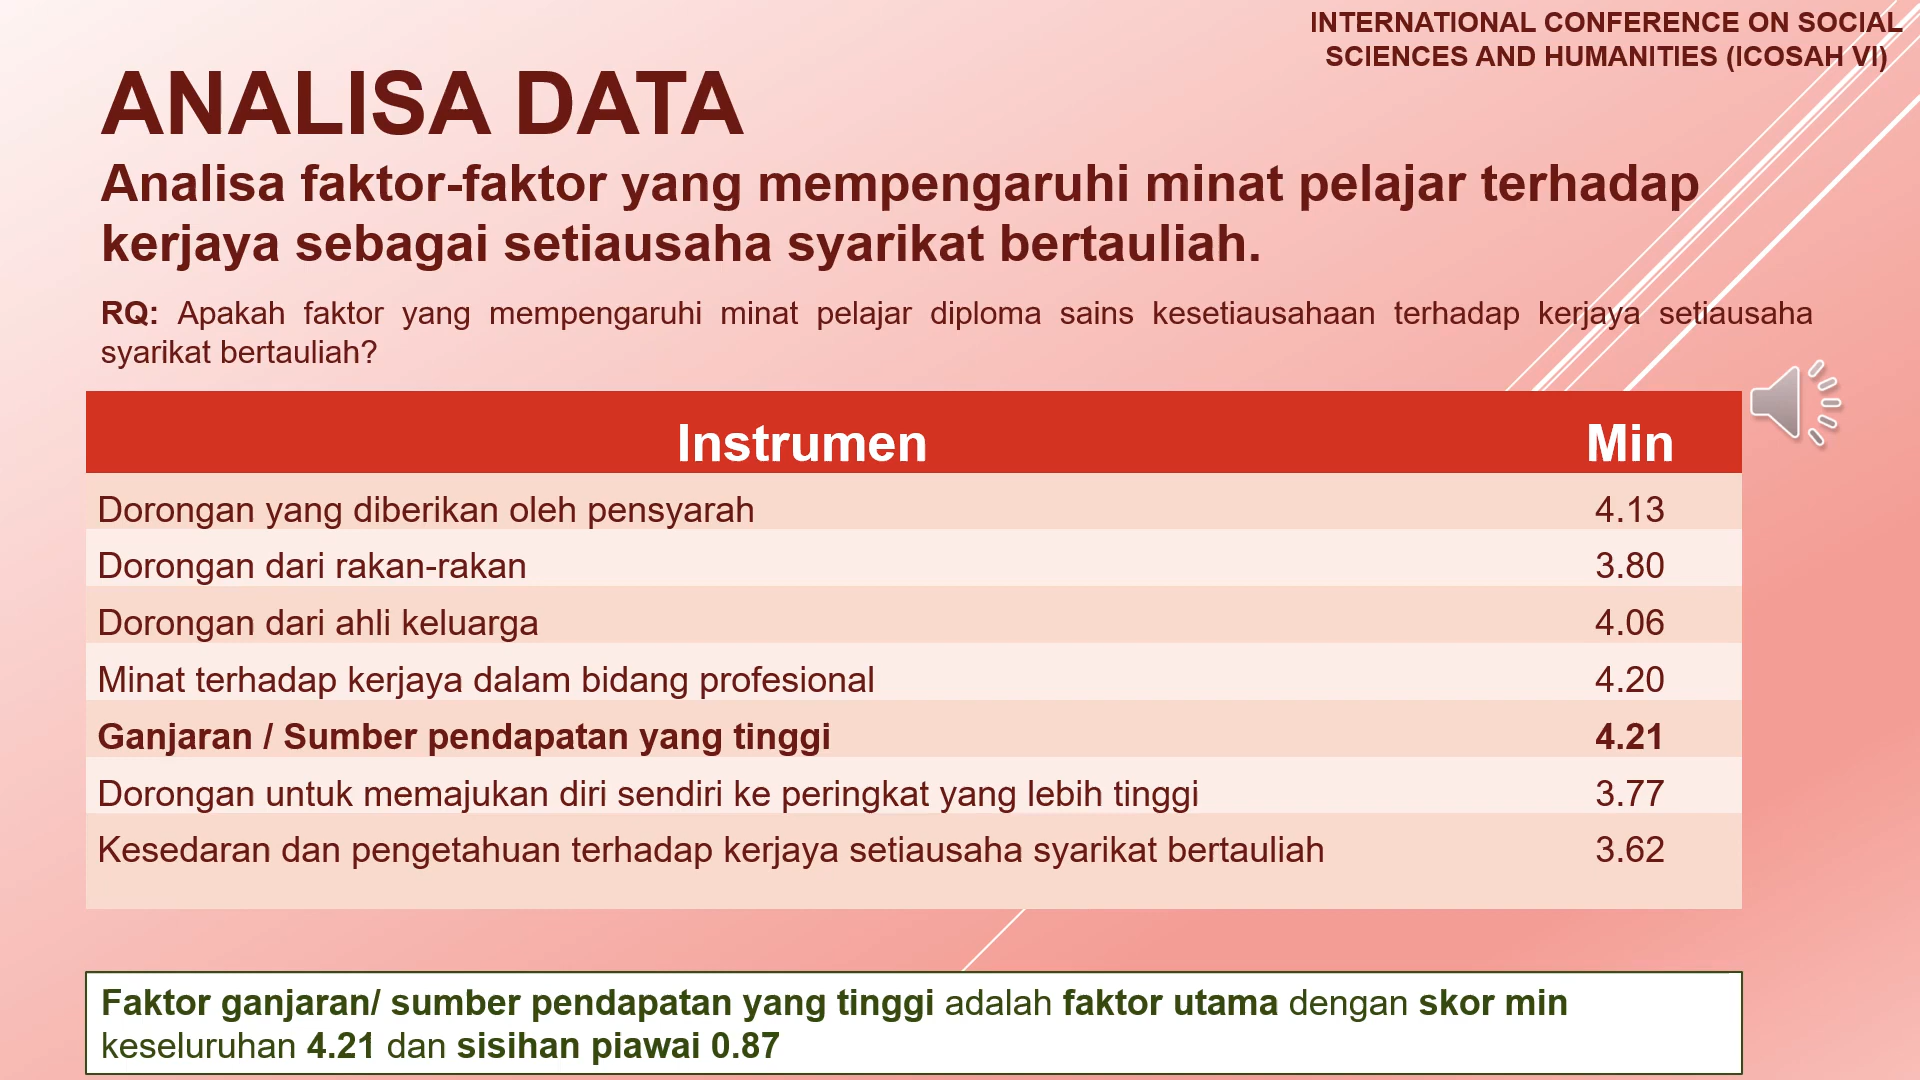 INTERNATIONAL CONFERENCE ON SOCIAL
SCIENCES AND HUMANITIES (ICOSAH VI)
ANALISA DATA
Analisa faktor-faktor yang mempengaruhi minat pelajar terhadap
kerjaya sebagai setiausaha syarikat bertauliah.
RQ: Apakah faktor yang mempengaruhi minat pelajar diploma sains kesetiausahaan terhadap kerjaya setiausaha
syarikat bertauliah?
Instrumen Min
Dorongan yang diberikan oleh pensyarah 4.13
Dorongan dari rakan-rakan 3.80
Dorongan dari ahli keluarga 4.06
Minat terhadap kerjaya dalam bidang profesional 4.20
Ganjaran / Sumber pendapatan yang tinggi 4.21
Dorongan untuk memajukan diri sendiri ke peringkat yang lebih tinggi 3.77
Kesedaran dan pengetahuan terhadap kerjaya setiausaha syarikat bertauliah 3.62
Faktor ganjaran/ sumber pendapatan yang tinggi adalah faktor utama dengan skor min
keseluruhan 4.21 dan sisihan piawai 0.87